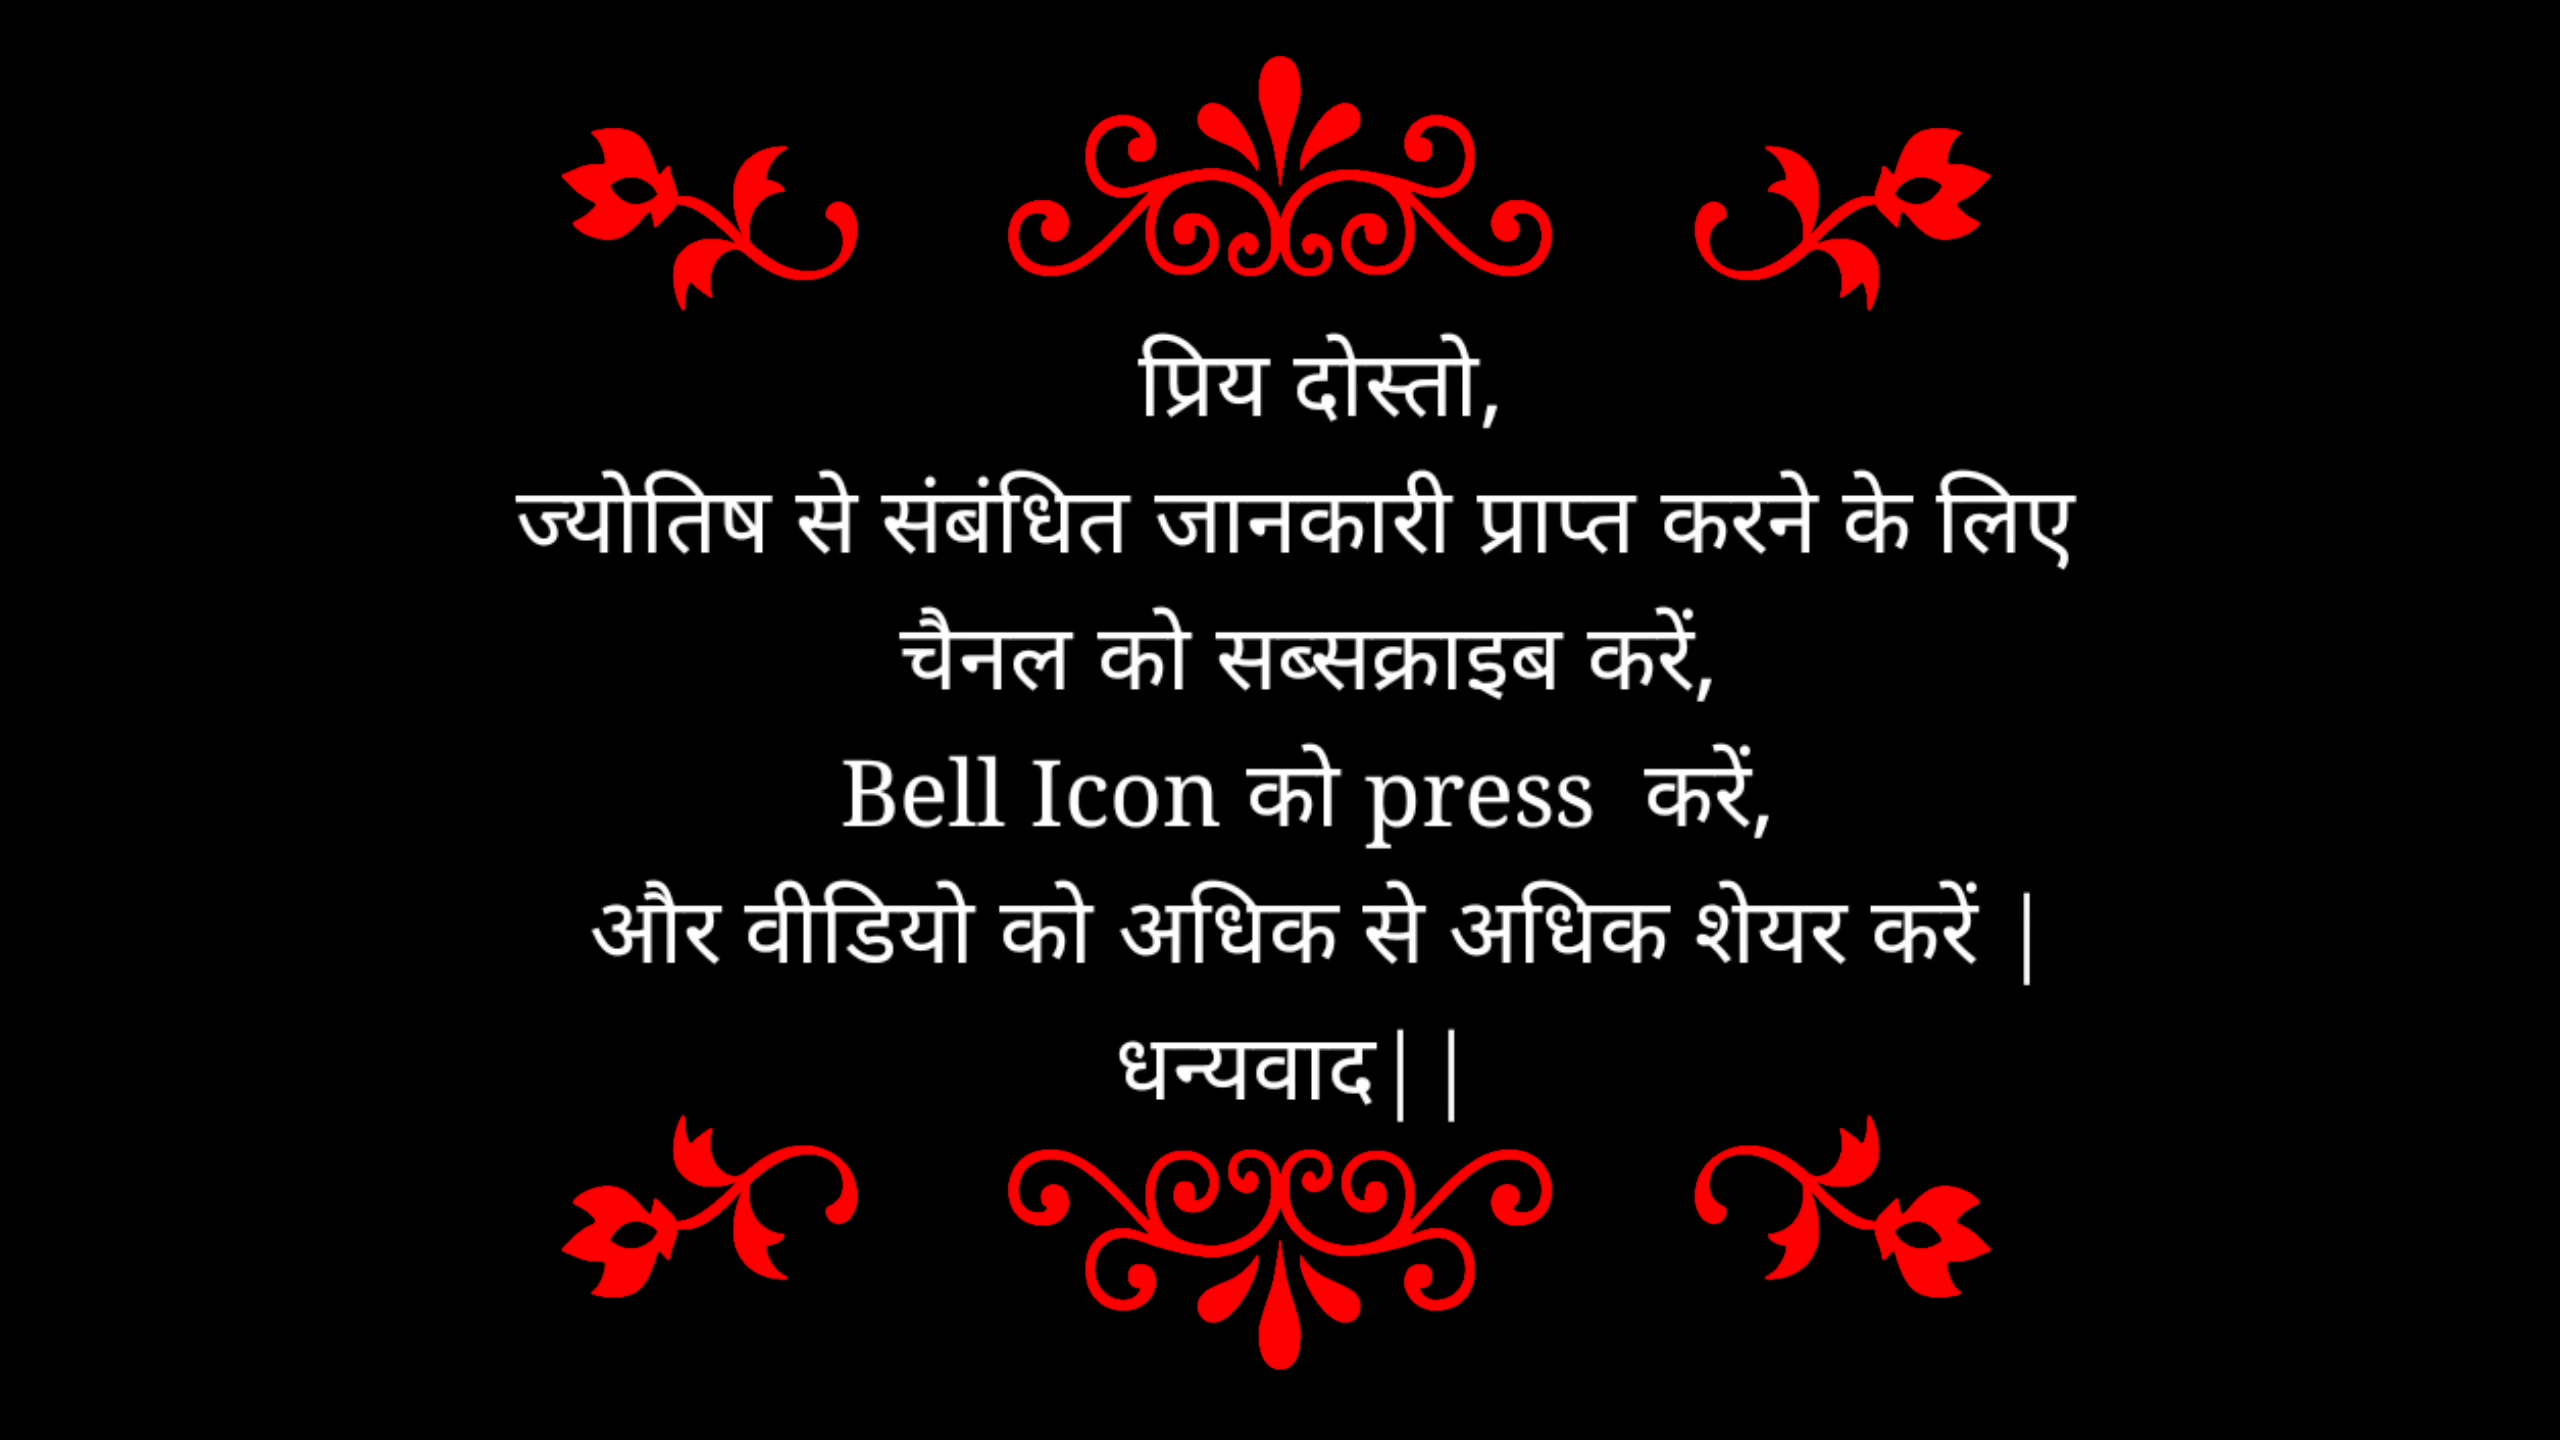 प्रिय दोस्तो,
ज्योतिष से संबंधित जानकारी प्राप्त करने के लिए
चैनल को सब्सक्राइब करें,
Bell Icon को press  करें,
और वीडियो को अधिक से अधिक शेयर करें |
धन्यवाद||